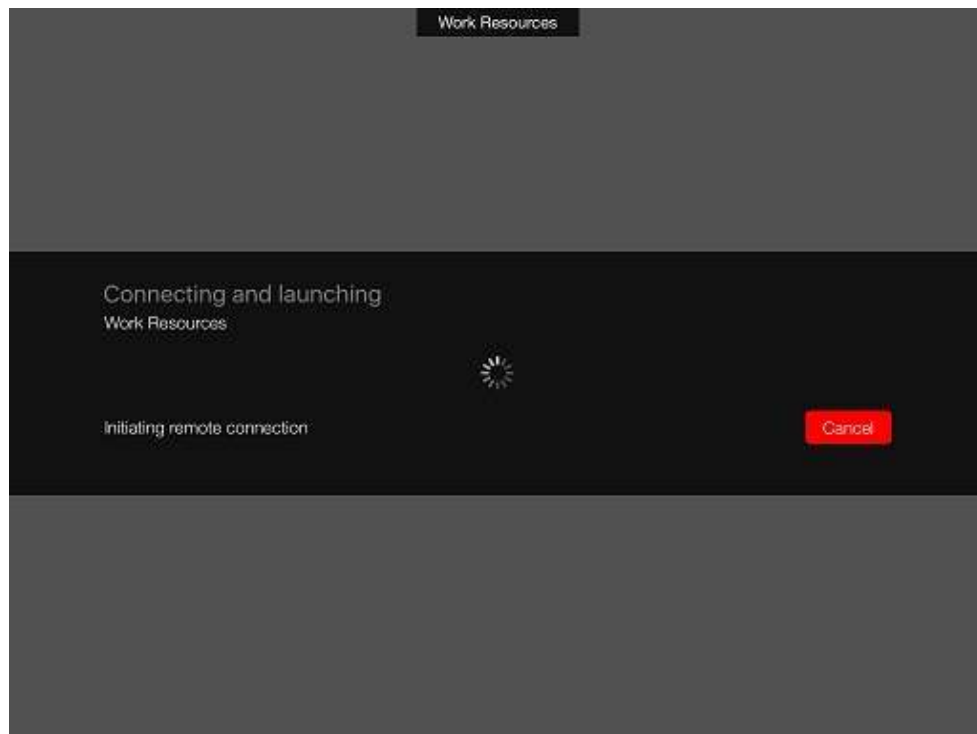 Work Resources
Connecting and launching
Work Resources
Initiating remote connection
Cancel